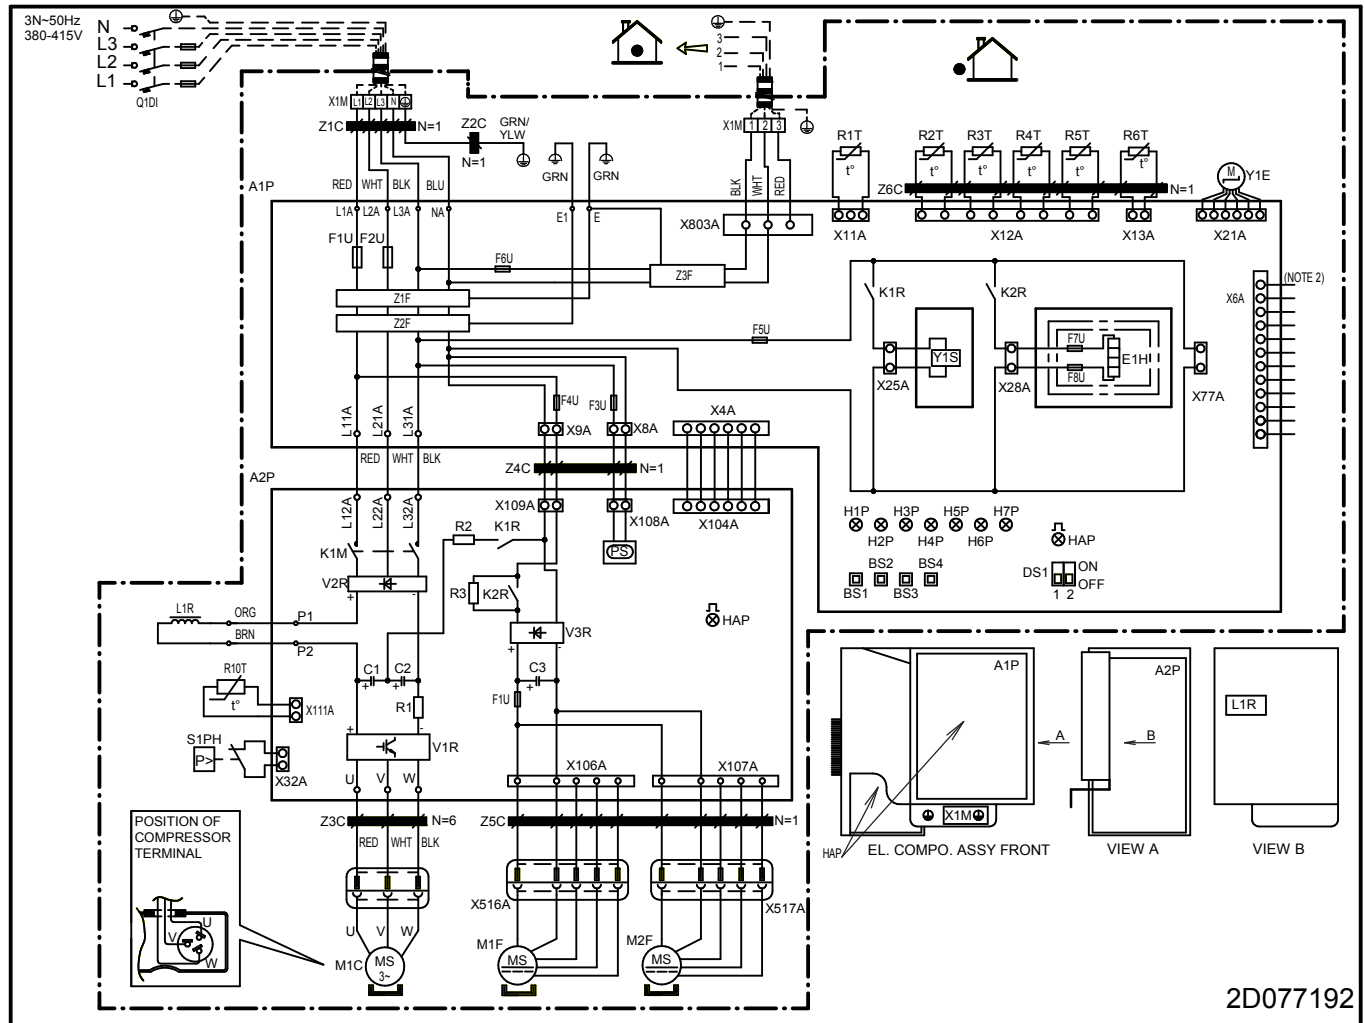 3N~50Hz
380-415V
N
L3
L2
L1
Q1DI
3
2
1
X1M L1 L2 L3 N
Z1C N=1
Z2C
N=1
GRN/
YLW
GRN
GRN
X1M 1 2 3
R1T R2T R3T R4T R5T R6T
t° t° t° t° t° t°
Z6C N=1
M Y1E
A1P
RED WHT BLK BLU
BLK WHT RED
L1A L2A L3A NA
E1 E
X803A
X11A X12A X13A X21A
F1U F2U
F6U
Z3F
Z1F
Z2F
F5U
K1R K2R
X6A
(NOTE 2)
Y1S
F7U
F8U
E1H
X25A X28A X77A
F4U F3U
L11A L21A L31A
X9A X8A X4A
RED WHT BLK
Z4C N=1
A2P
L12A L22A L32A
X109A X108A X104A
PS
R2 K1R
K1M
V2R
+ -
R3 K2R
V3R
+ -
HAP
H1P H3P H5P H7P
H2P H4P H6P
HAP
BS2 BS4
BS1 BS3
DS1 ON
OFF
1 2
L1R ORG P1
BRN P2
R10T
t°
X111A
S1PH
P>
X32A
C1 C2
+ +
R1
+ -
V1R
U V W
C3
+
F1U
X106A X107A
Z3C N=6
Z5C N=1
RED WHT BLK
X516A X517A
U V W
M1C MS
3~
M1F MS
M2F MS
POSITION OF
COMPRESSOR
TERMINAL
U
V
W
A1P
A
X1M
HAP
EL. COMPO. ASSY FRONT
A2P
B
VIEW A
L1R
VIEW B
2D077192